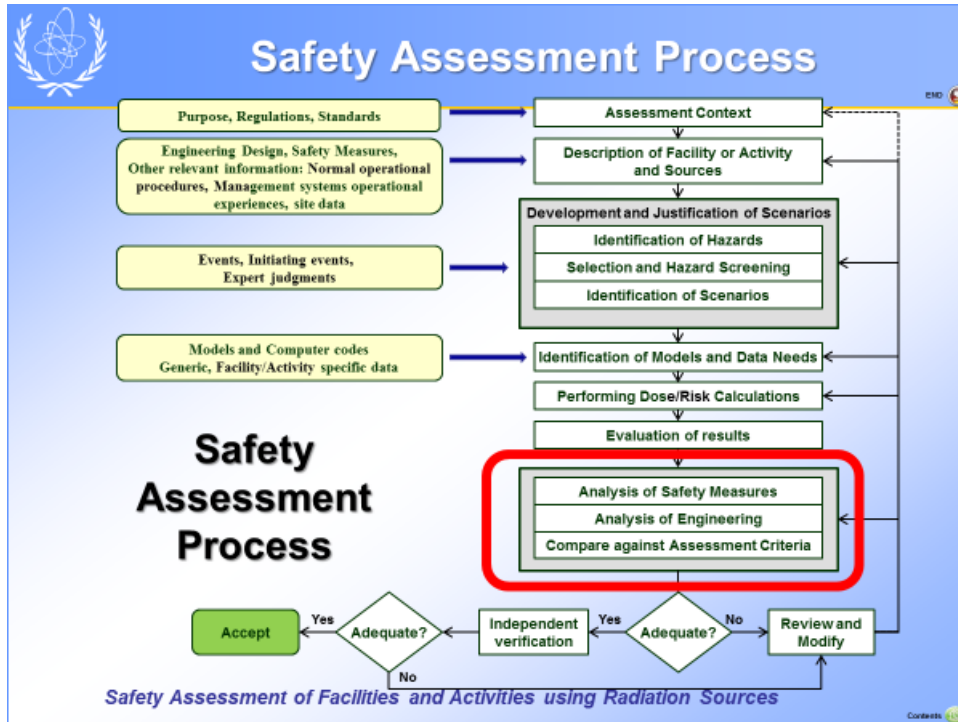 Safety Assessment Process
END
Purpose, Regulations, Standards
Assessment Context
Engineering Design, Safety Measures,
Other relevant information: Normal operational
procedures, Management systems operational
experiences, site data
Description of Facility or Activity
and Sources
Development and Justification of Scenarios
Identification of Hazards
Selection and Hazard Screening
Identification of Scenarios
Events, Initiating events,
Expert judgments
Models and Computer codes
Generic, Facility/Activity specific data
Identification of Models and Data Needs
Performing Dose/Risk Calculations
Evaluation of results
Safety
Assessment
Process
Analysis of Safety Measures
Analysis of Engineering
Compare against Assessment Criteria
Accept
Yes
Adequate?
No
Independent
verification
Yes
Adequate?
No
Review and
Modify
Safety Assessment of Facilities and Activities using Radiation Sources
Contents